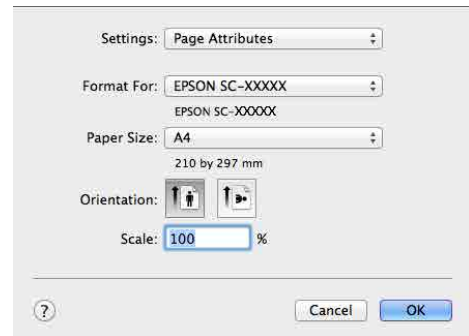 Settings: Page Attributes
Format For: EPSON SC-XXXXX
EPSON SC-XXXXX
Paper Size: A4
210 by 297 mm
Orientation:
Scale: 100 %
? Cancel OK